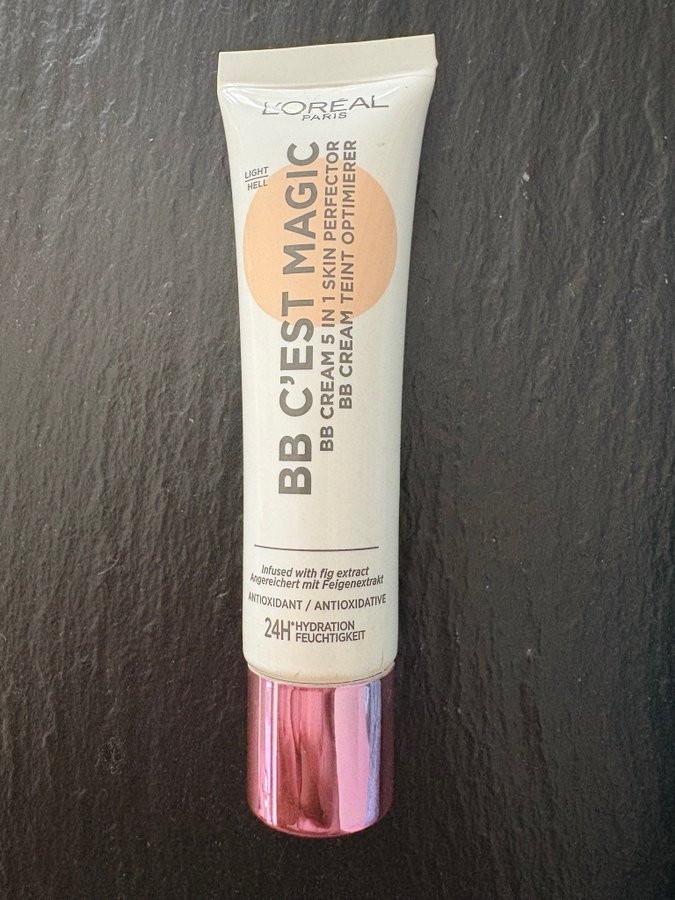 L'ORÉAL
PARIS
LIGHT
HELL
BB C'EST MAGIC
BB CREAM 5 IN 1 SKIN PERFECTOR
BB CREAM TEINT OPTIMIERER
Infused with fig extract
Angereichert mit Feigenextrakt
ANTIOXIDANT / ANTIOXIDATIVE
24H* HYDRATION
FEUCHTIGKEIT